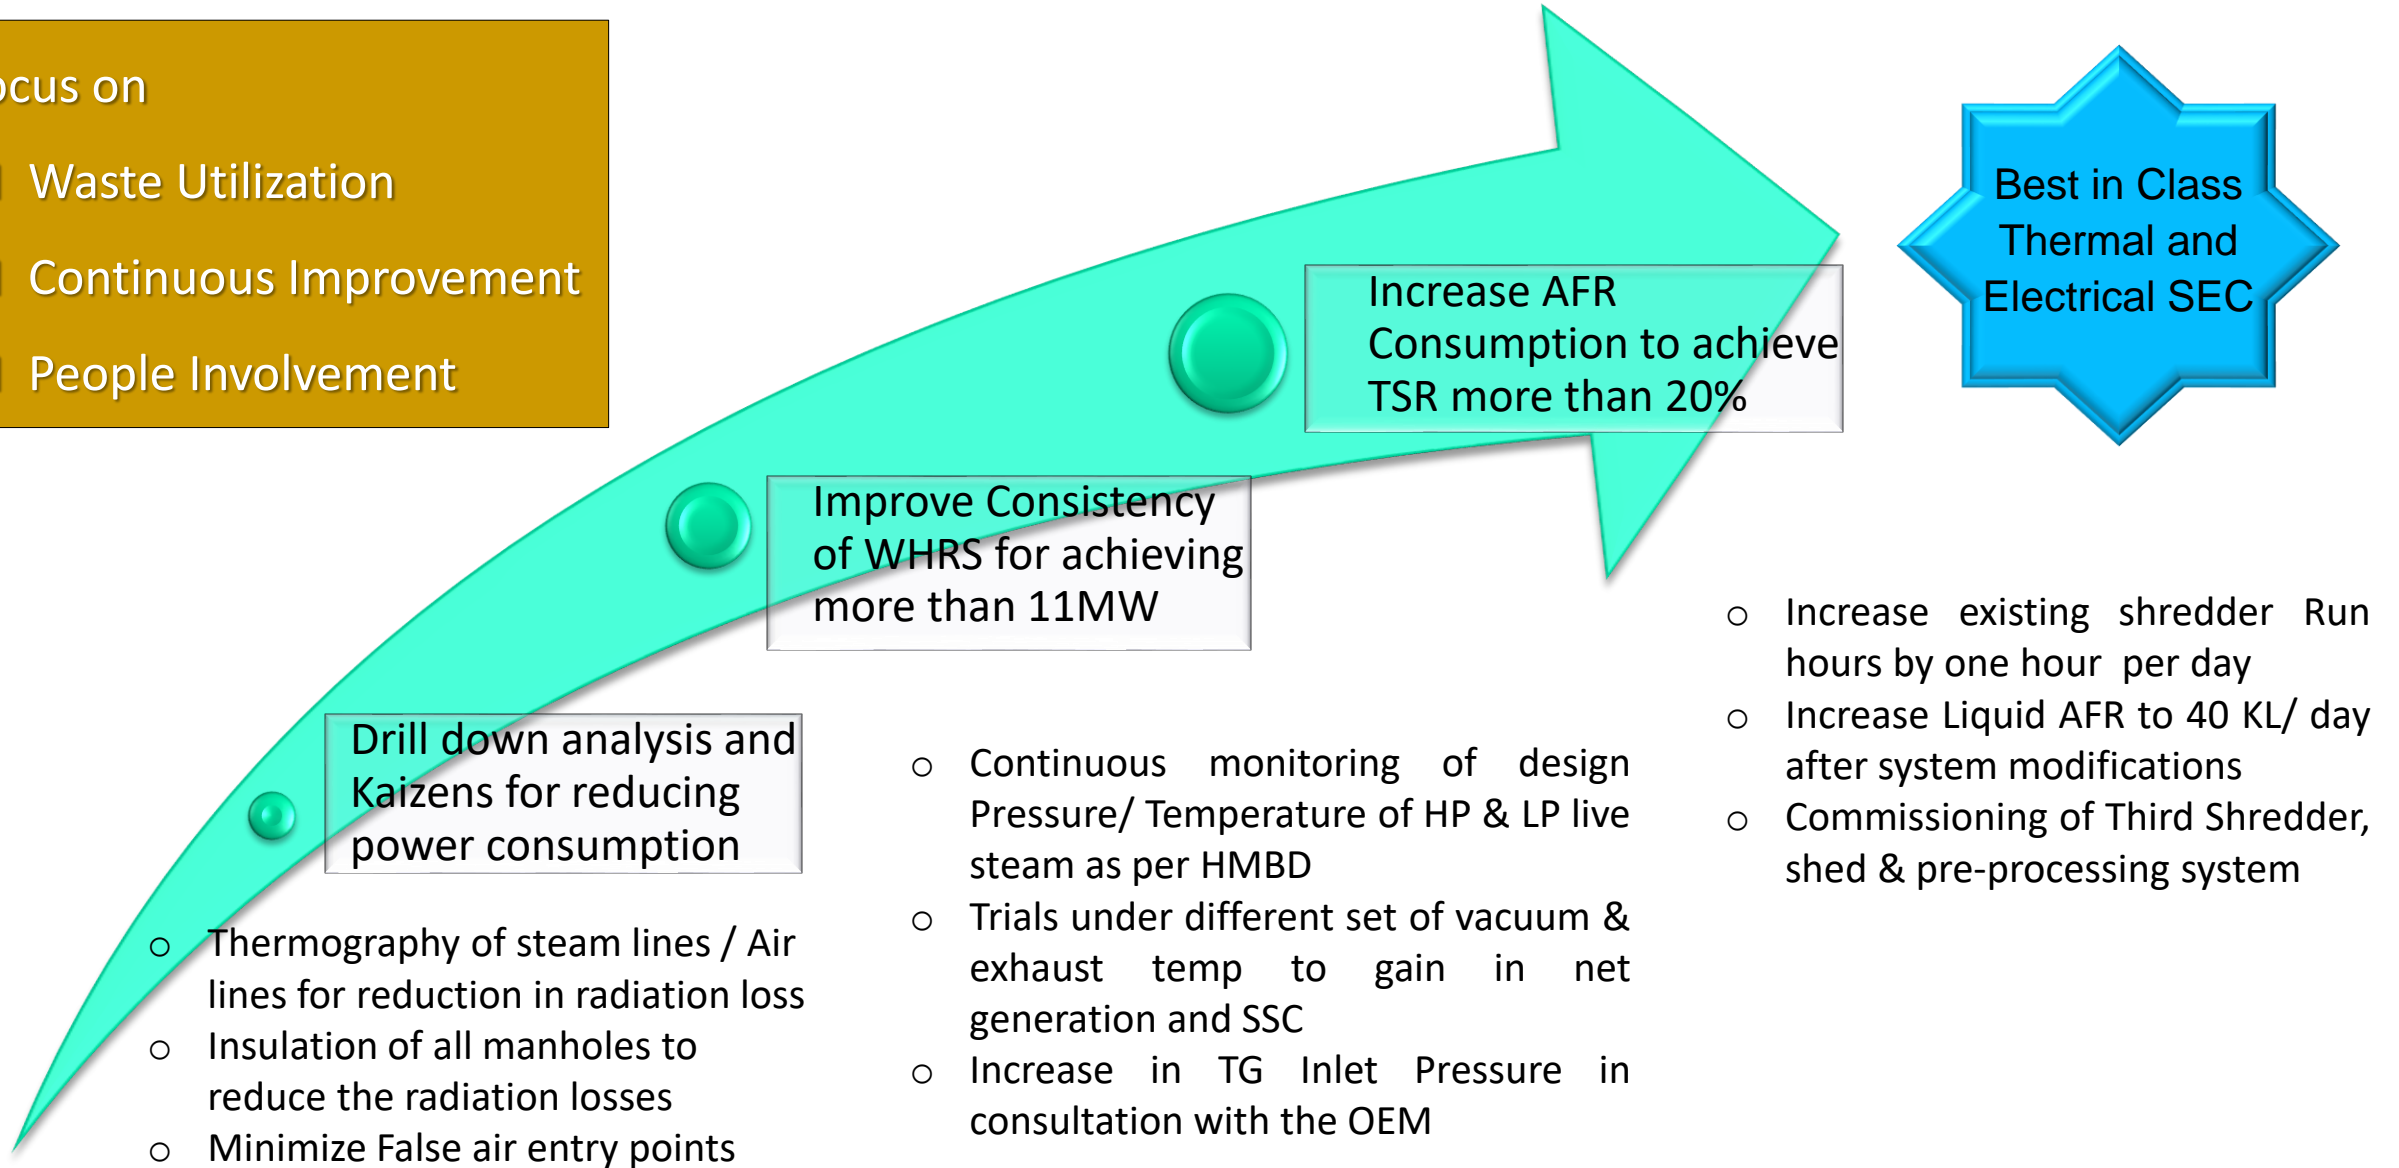 ocus on
Waste Utilization
Continuous Improvement
People Involvement
Best in Class
Thermal and
Electrical SEC
Increase AFR
Consumption to achieve
TSR more than 20%
Improve Consistency
of WHRS for achieving
more than 11MW
Drill down analysis and
Kaizens for reducing
power consumption
o Thermography of steam lines / Air
lines for reduction in radiation loss
o Insulation of all manholes to
reduce the radiation losses
o Minimize False air entry points
o Continuous monitoring of design
Pressure/ Temperature of HP & LP live
steam as per HMBD
o Trials under different set of vacuum &
exhaust temp to gain in net
generation and SSC
o Increase in TG Inlet Pressure in
consultation with the OEM
o Increase existing shredder Run
hours by one hour per day
o Increase Liquid AFR to 40 KL/ day
after system modifications
o Commissioning of Third Shredder,
shed & pre-processing system